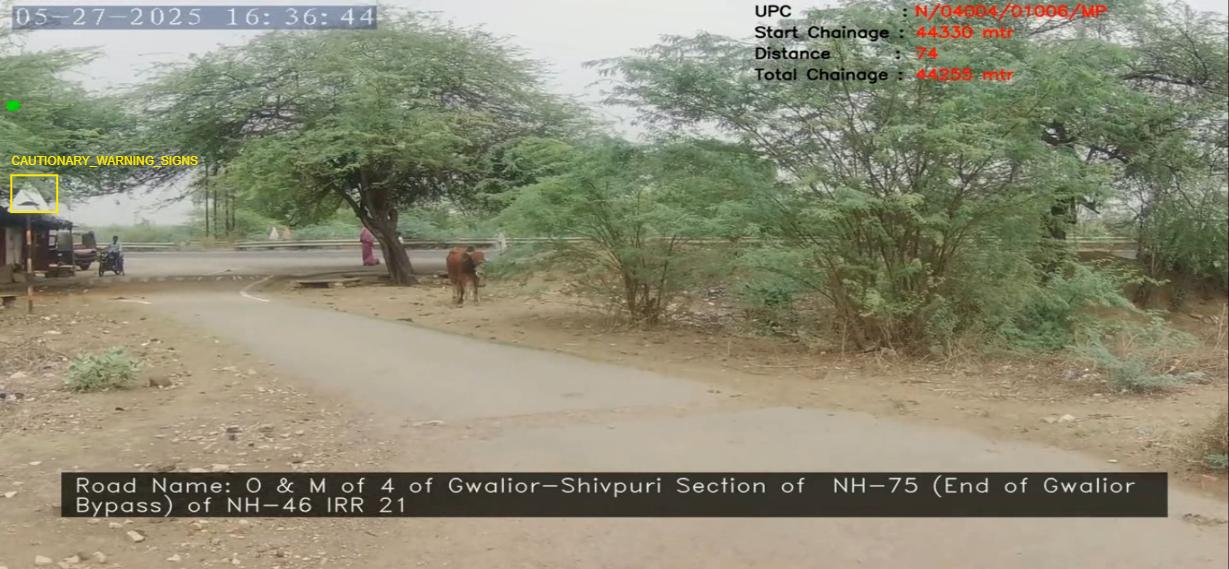 05-27-2025 16:36:44
UPC : N/04004/01006/MP
Start Chainage : 44330 mtr
Distance : 74
Total Chainage : 44255 mtr
CAUTIONARY_WARNING_SIGNS
Road Name: O & M of 4 of Gwalior-Shivpuri Section of NH-75 (End of Gwalior
Bypass) of NH-46 IRR 21